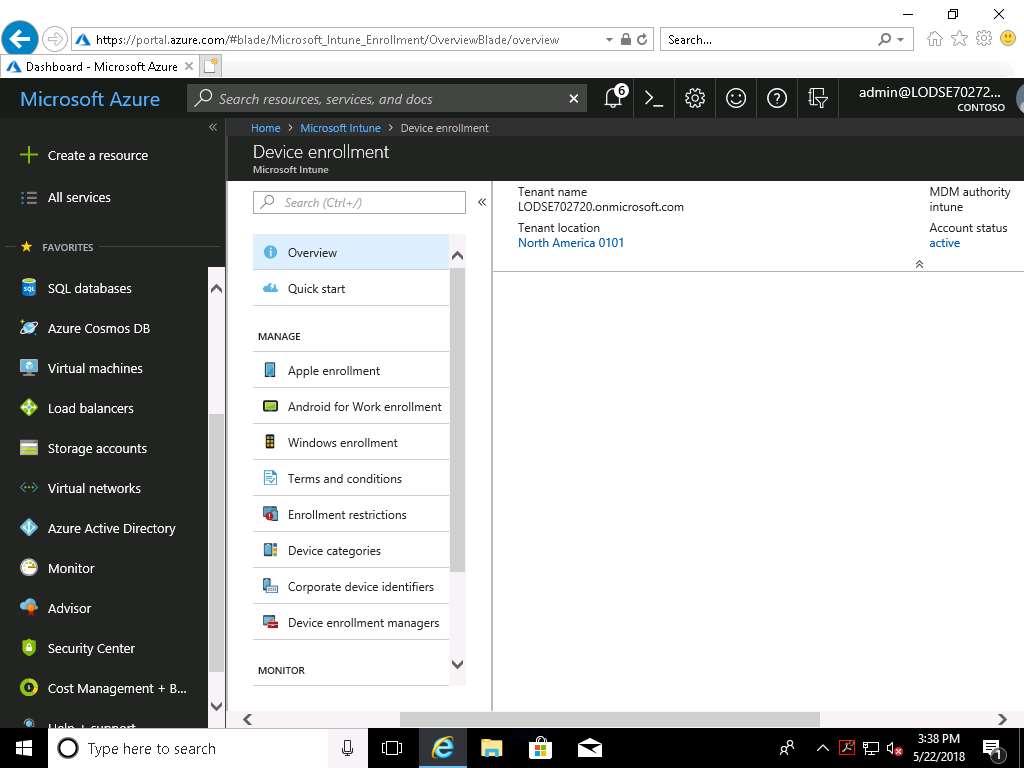 https://portal.azure.com/#blade/Microsoft_Intune_Enrollment/OverviewBlade/overview
Search...
Dashboard - Microsoft Azure
Microsoft Azure
Search resources, services, and docs
6
admin@LODSE70272...
CONTOSO
Home > Microsoft Intune > Device enrollment
Device enrollment
Microsoft Intune
Create a resource
All services
FAVORITES
SQL databases
Azure Cosmos DB
Virtual machines
Load balancers
Storage accounts
Virtual networks
Azure Active Directory
Monitor
Advisor
Security Center
Cost Management + B...
Help + support
Search (Ctrl+/)
Overview
Quick start
MANAGE
Apple enrollment
Android for Work enrollment
Windows enrollment
Terms and conditions
Enrollment restrictions
Device categories
Corporate device identifiers
Device enrollment managers
MONITOR
Tenant name
LODSE702720.onmicrosoft.com
Tenant location
North America 0101
MDM authority
intune
Account status
active
Type here to search
3:38 PM
5/22/2018
1